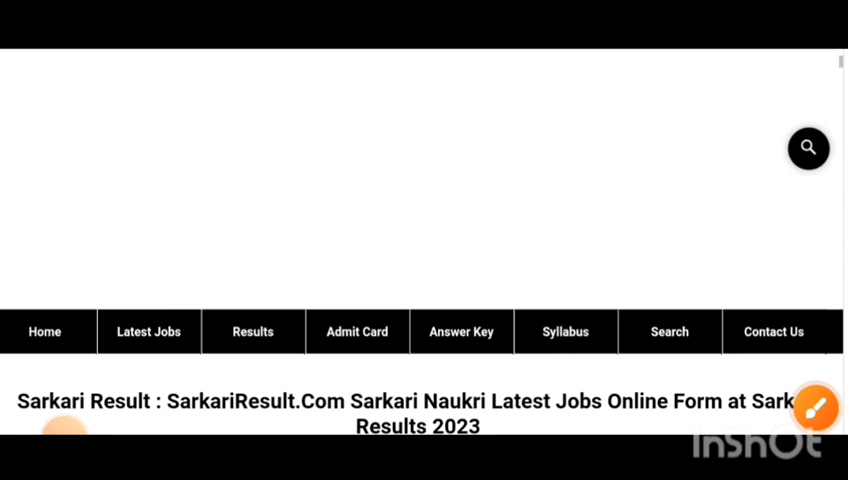 Home Latest Jobs Results Admit Card Answer Key Syllabus Search Contact Us
Sarkari Result : SarkariResult.Com Sarkari Naukri Latest Jobs Online Form at Sark
Results 2023
InShOt